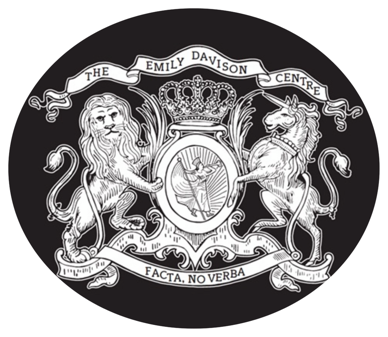 THE EMILY DAVISON CENTRE
FACTA, NO VERBA